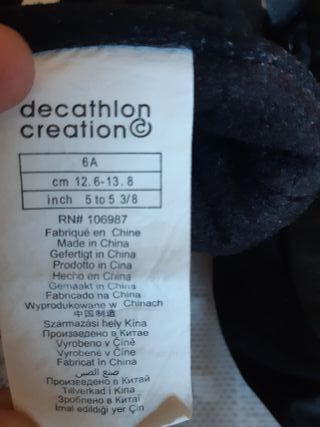 decathlon
creation©
6A
cm 12.6-13.8
inch 5 to 5 3/8
RN# 106987
Fabriqué en Chine
Made in China
Gefertigt in China
Prodotto in Cina
Hecho en China
Gemaakt in China
Fabricado na China
Wyprodukowane w Chinach
中国制造
Származási hely Kína
Произведено в Китае
Vyrobeno v Číně
Vyrobené v Číne
Fabricat în China
صنع في الصين
Произведено в Китай
Tillverkad i Kina
Зроблено в Китаї
İmal edildiği yer Çin